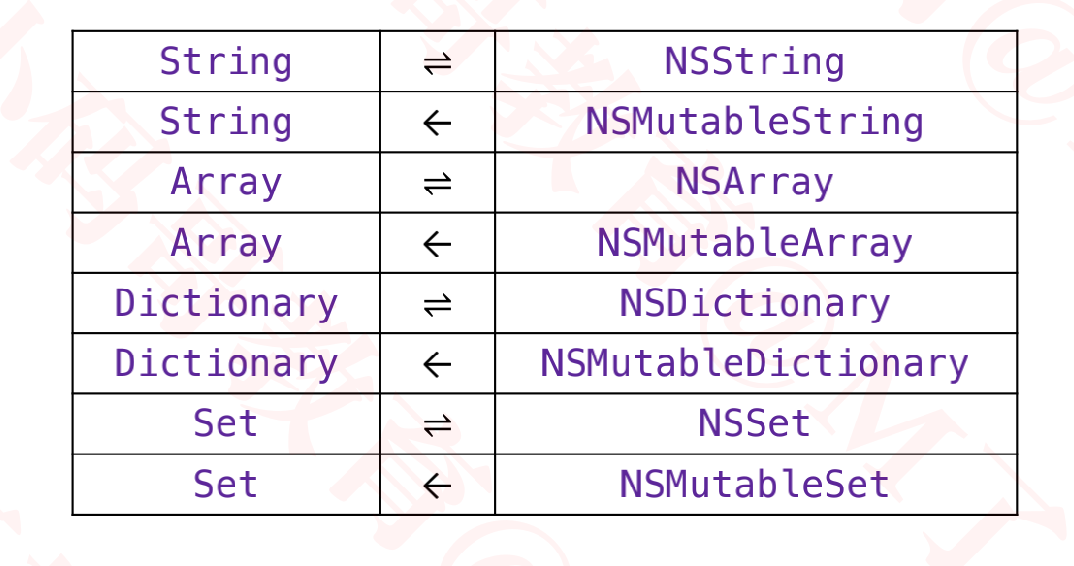 String ⇌ NSString
String ← NSMutableString
Array ⇌ NSArray
Array ← NSMutableArray
Dictionary ⇌ NSDictionary
Dictionary ← NSMutableDictionary
Set ⇌ NSSet
Set ← NSMutableSet